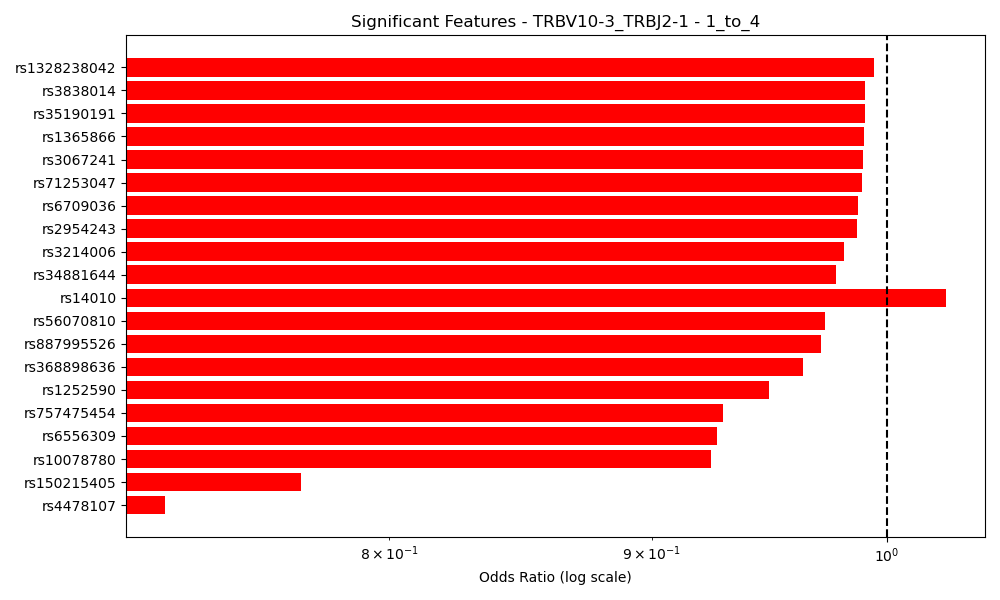 Significant Features - TRBV10-3_TRBJ2-1 - 1_to_4
rs1328238042
rs3838014
rs35190191
rs1365866
rs3067241
rs71253047
rs6709036
rs2954243
rs3214006
rs34881644
rs14010
rs56070810
rs887995526
rs368898636
rs1252590
rs757475454
rs6556309
rs10078780
rs150215405
rs4478107
8 × 10⁻¹ 9 × 10⁻¹ 10⁰
Odds Ratio (log scale)